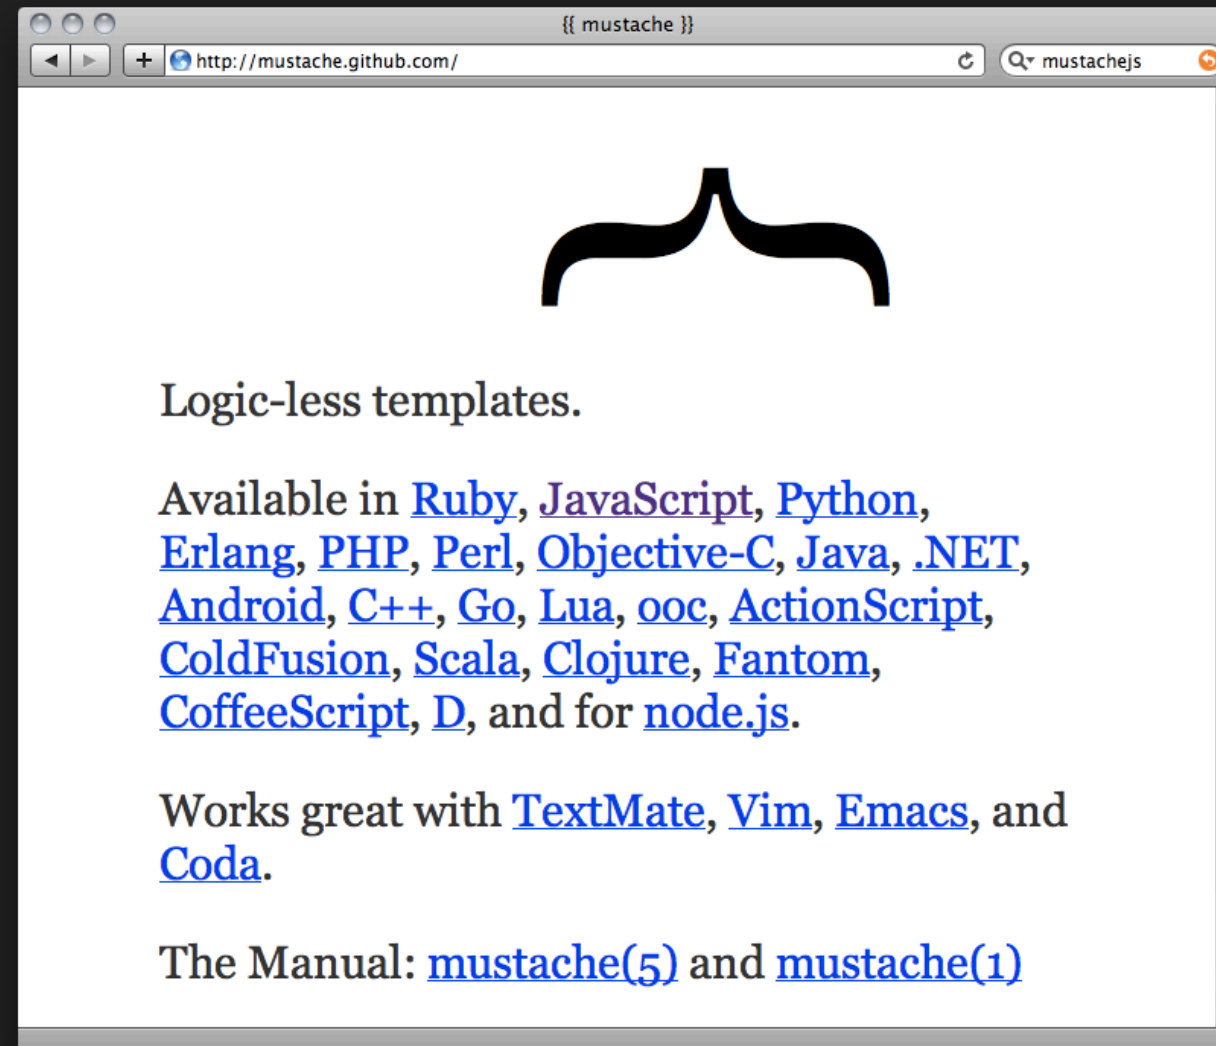 {{ mustache }}
http://mustache.github.com/
mustachejs
{
Logic-less templates.
Available in Ruby, JavaScript, Python,
Erlang, PHP, Perl, Objective-C, Java, .NET,
Android, C++, Go, Lua, ooc, ActionScript,
ColdFusion, Scala, Clojure, Fantom,
CoffeeScript, D, and for node.js.
Works great with TextMate, Vim, Emacs, and
Coda.
The Manual: mustache(5) and mustache(1)